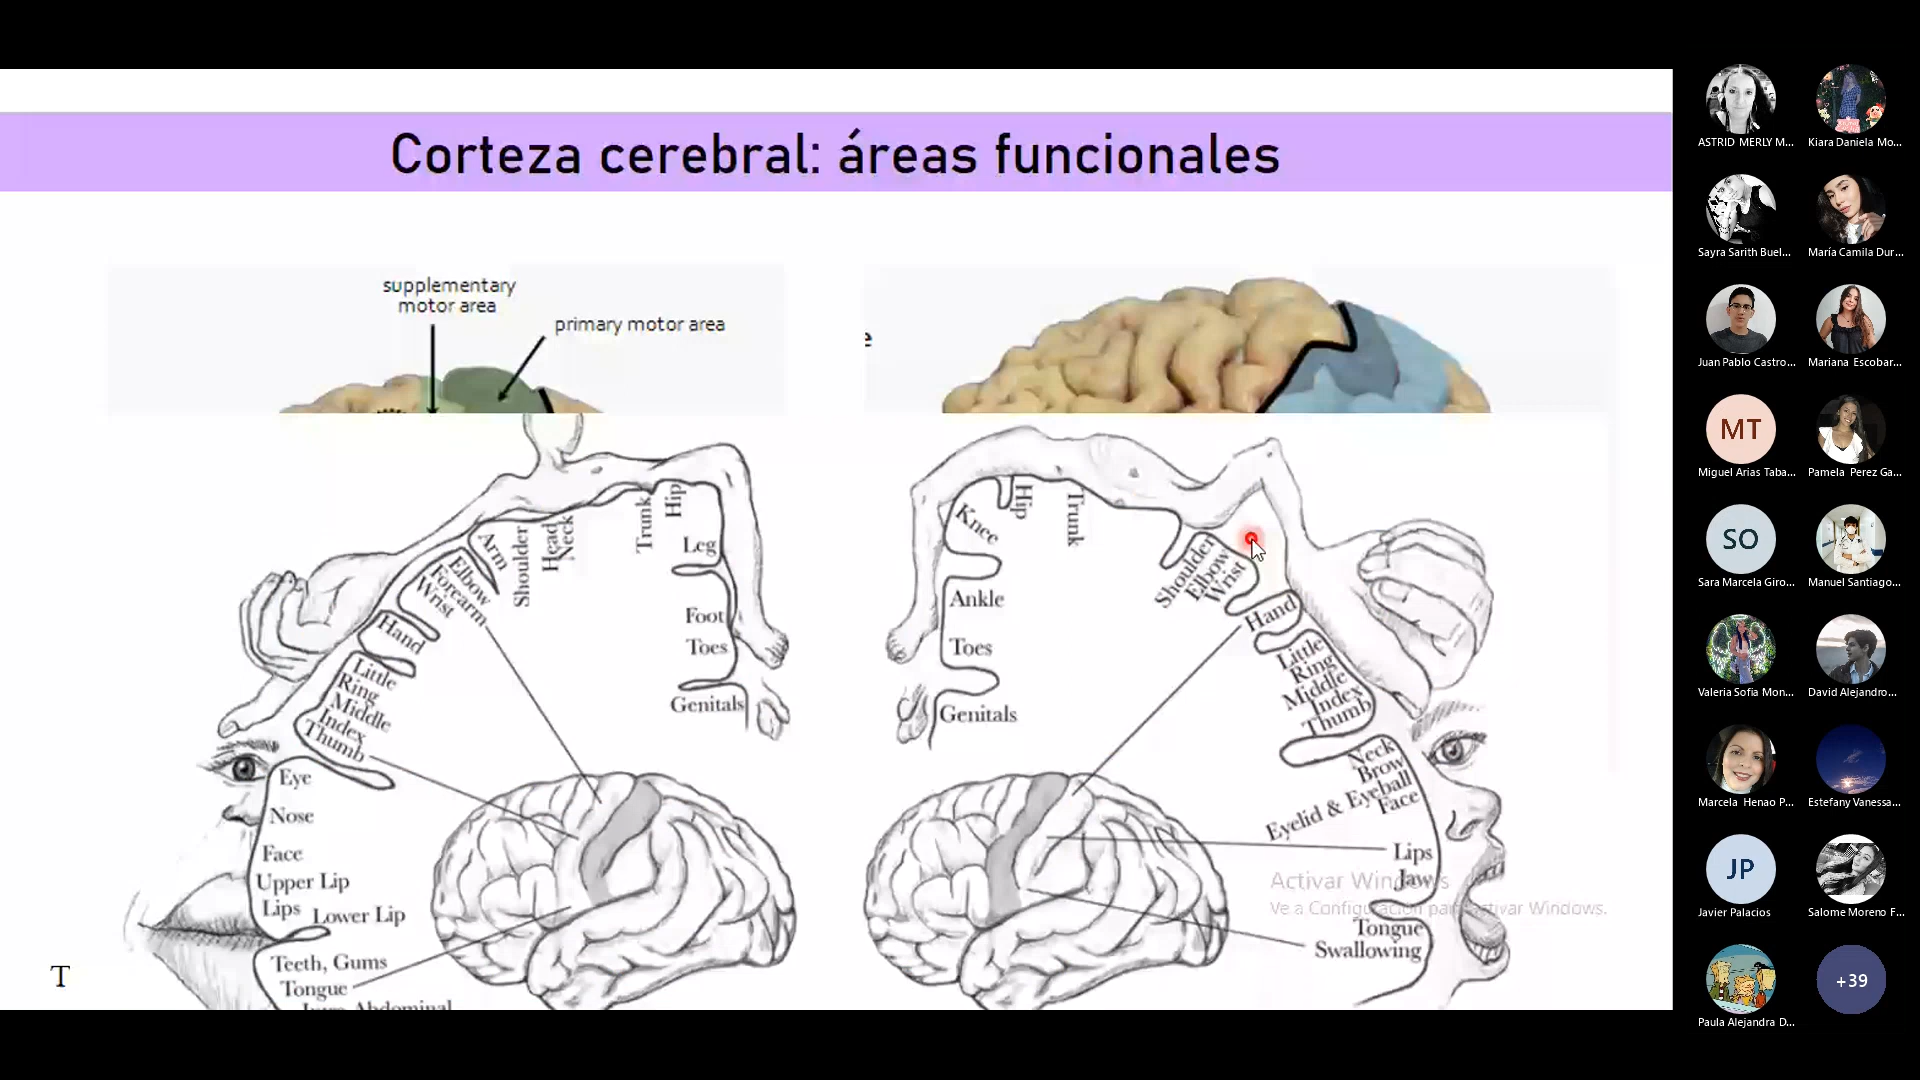 Corteza cerebral: áreas funcionales
supplementary
motor area
primary motor area
e
Arm
Shoulder
Head
Neck
Trunk
Hip
Leg
Elbow
Forearm
Wrist
Hand
Foot
Toes
Genitals
Little
Ring
Middle
Index
Thumb
Eye
Nose
Face
Upper Lip
Lips
Lower Lip
Teeth, Gums
Tongue
Knee
Hip
Trunk
Shoulder
Elbow
Wrist
Ankle
Toes
Genitals
Hand
Little
Ring
Middle
Index
Thumb
Neck
Brow
Eyelid & Eyeball
Face
Lips
Jaw
Tongue
Swallowing
Activar Windows
Ve a Configuración para activar Windows.
T
ASTRID MERLY M...
Kiara Daniela Mo...
Sayra Sarith Buel...
María Camila Dur...
Juan Pablo Castro...
Mariana Escobar...
MT
Miguel Arias Taba...
Pamela Perez Ga...
SO
Sara Marcela Giro...
Manuel Santiago...
Valeria Sofia Mon...
David Alejandro...
Marcela Henao P...
Estefany Vanessa...
JP
Javier Palacios
Salome Moreno F...
Paula Alejandra D...
+39